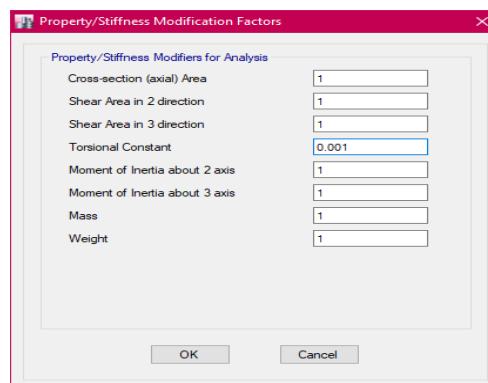 Property/Stiffness Modification Factors
Property/Stiffness Modifiers for Analysis
Cross-section (axial) Area 1
Shear Area in 2 direction 1
Shear Area in 3 direction 1
Torsional Constant 0.001
Moment of Inertia about 2 axis 1
Moment of Inertia about 3 axis 1
Mass 1
Weight 1
OK Cancel